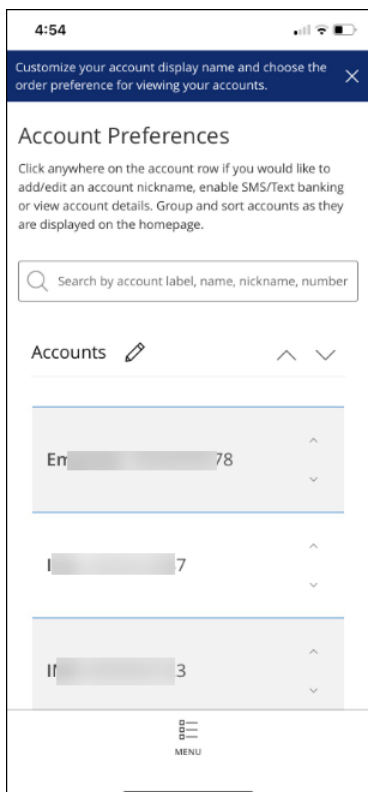 4:54
Customize your account display name and choose the
order preference for viewing your accounts.
Account Preferences
Click anywhere on the account row if you would like to
add/edit an account nickname, enable SMS/Text banking
or view account details. Group and sort accounts as they
are displayed on the homepage.
Search by account label, name, nickname, number
Accounts
78
7
3
MENU